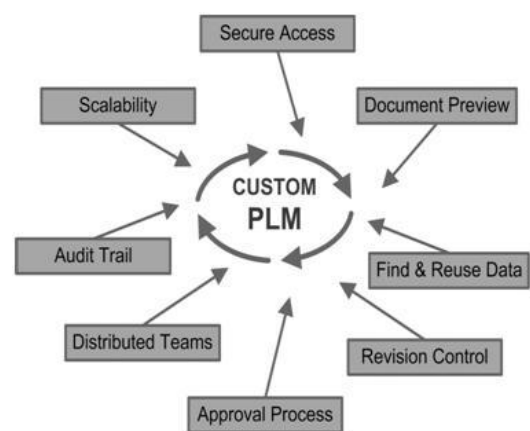 Secure Access
Scalability
Document Preview
CUSTOM
PLM
Audit Trail
Find & Reuse Data
Distributed Teams
Revision Control
Approval Process